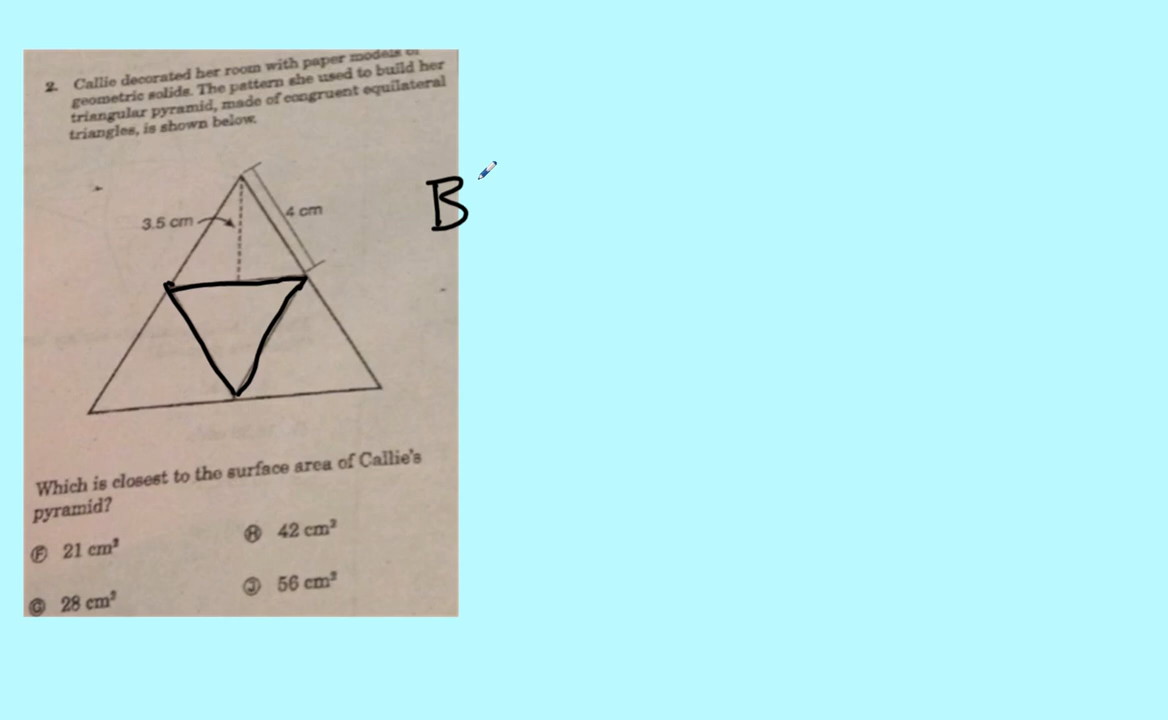 2. Callie decorated her room with paper models of
geometric solids. The pattern she used to build her
triangular pyramid, made of congruent equilateral
triangles, is shown below.
3.5 cm
4 cm
B
Which is closest to the surface area of Callie's
pyramid?
Ⓕ 21 cm²
Ⓗ 42 cm²
Ⓖ 28 cm²
Ⓙ 56 cm²